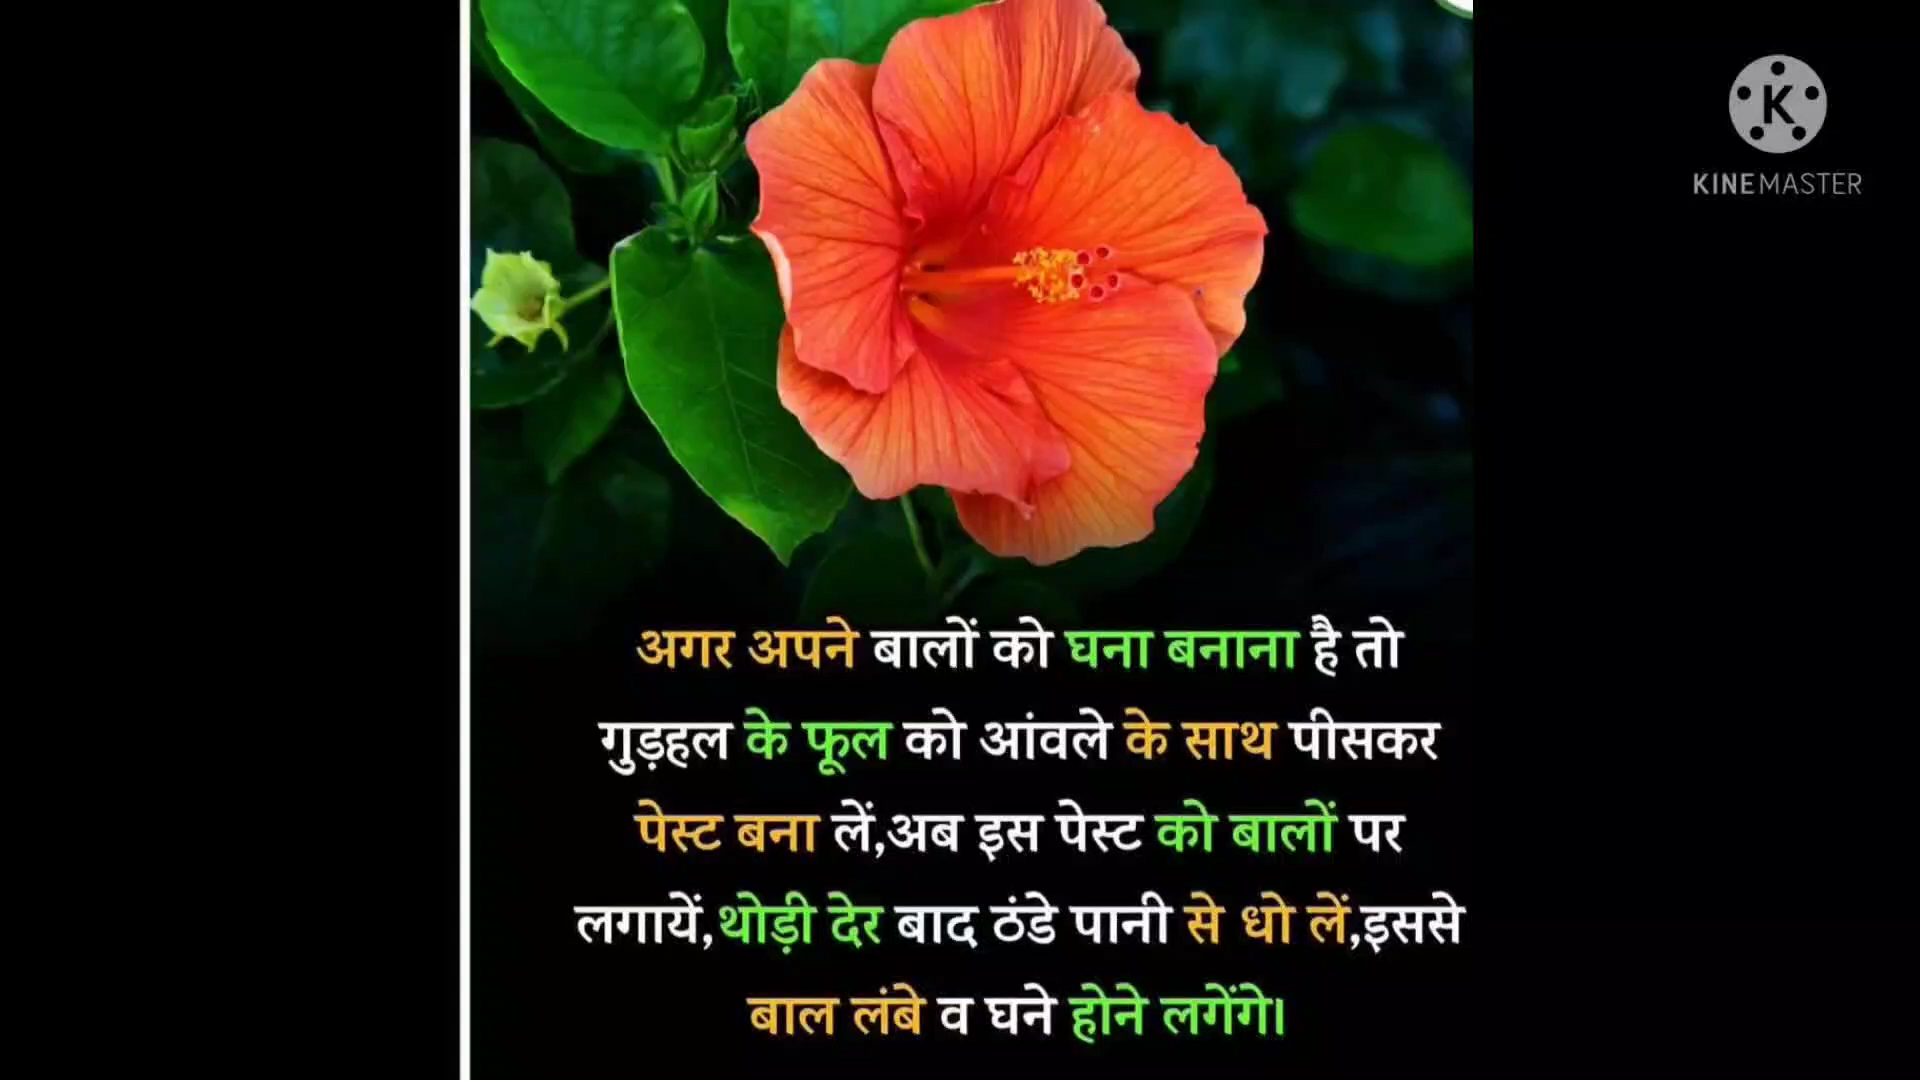 KINEMASTER
अगर अपने बालों को घना बनाना है तो
गुड़हल के फूल को आंवले के साथ पीसकर
पेस्ट बना लें,अब इस पेस्ट को बालों पर
लगायें,थोड़ी देर बाद ठंडे पानी से धो लें,इससे
बाल लंबे व घने होने लगेंगे।